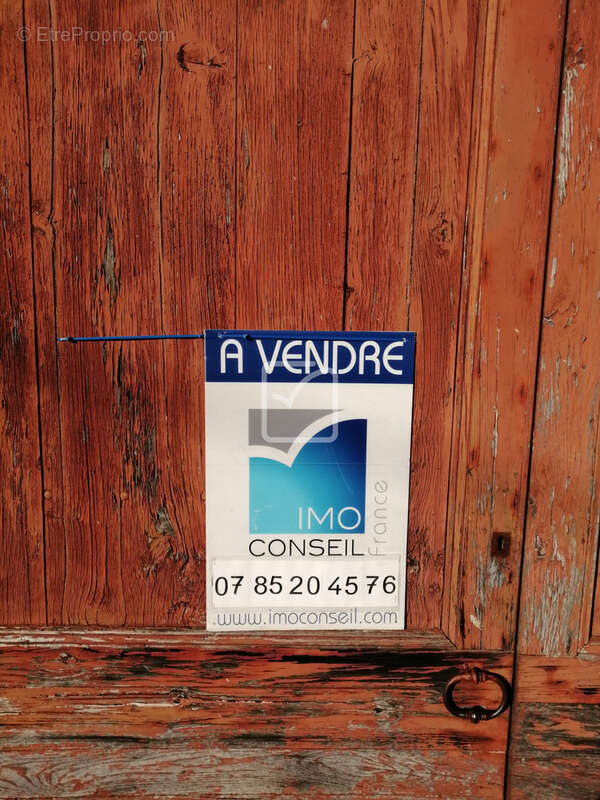 © EtreProprio.com
A VENDRE
IMO
CONSEIL
France
07 85 20 45 76
www.imoconseil.com